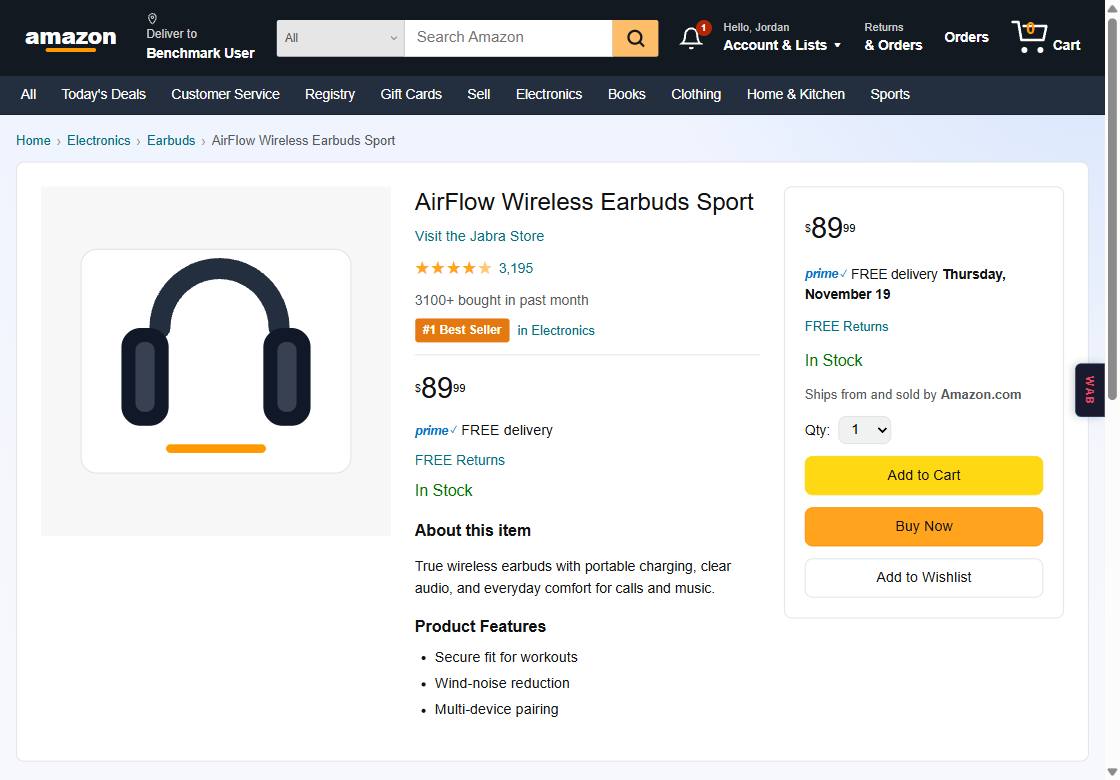 amazon
Deliver to
Benchmark User
All
Search Amazon
1
Hello, Jordan
Account & Lists
Returns
& Orders
Orders
0
Cart
All
Today's Deals
Customer Service
Registry
Gift Cards
Sell
Electronics
Books
Clothing
Home & Kitchen
Sports
Home › Electronics › Earbuds › AirFlow Wireless Earbuds Sport
AirFlow Wireless Earbuds Sport
Visit the Jabra Store
★★★★★ 3,195
3100+ bought in past month
#1 Best Seller in Electronics
$8999
prime✓ FREE delivery
FREE Returns
In Stock
About this item
True wireless earbuds with portable charging, clear
audio, and everyday comfort for calls and music.
Product Features
• Secure fit for workouts
• Wind-noise reduction
• Multi-device pairing
$8999
prime✓ FREE delivery Thursday,
November 19
FREE Returns
In Stock
Ships from and sold by Amazon.com
Qty: 1
Add to Cart
Buy Now
Add to Wishlist
WAB